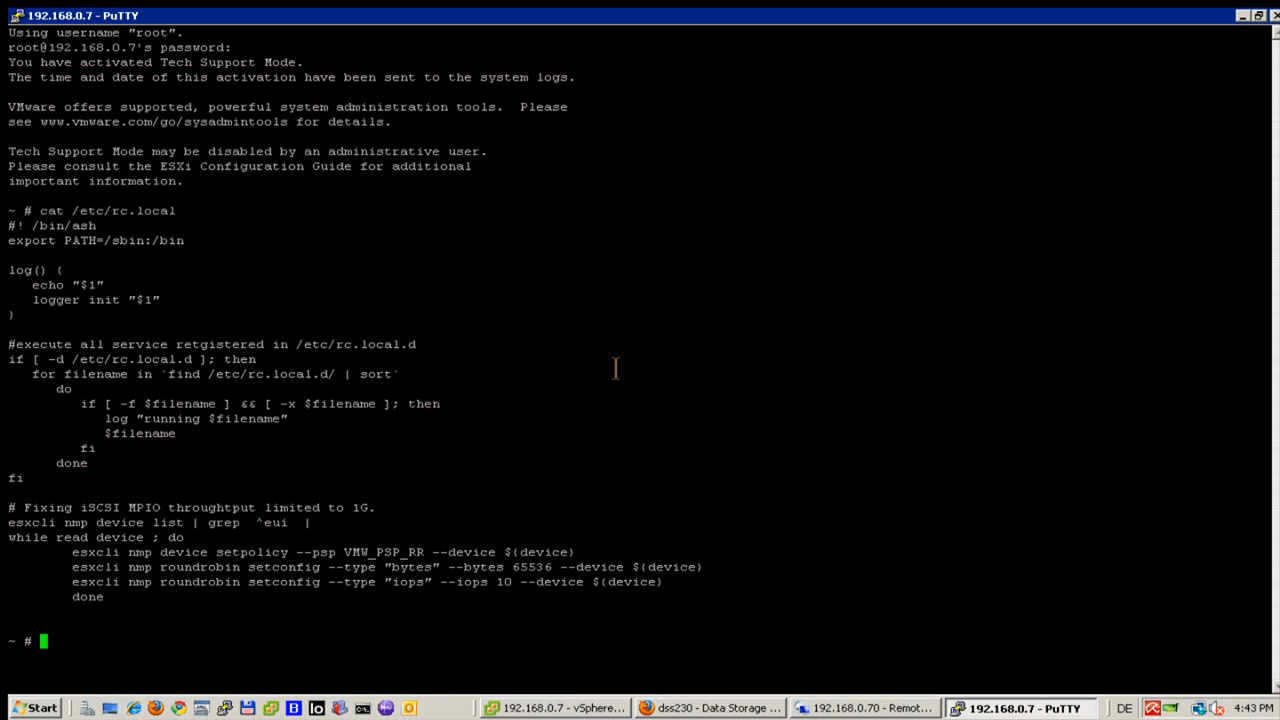 192.168.0.7 - PuTTY
Using username "root".
root@192.168.0.7's password:
You have activated Tech Support Mode.
The time and date of this activation have been sent to the system logs.
VMware offers supported, powerful system administration tools.  Please
see www.vmware.com/go/sysadmintools for details.
Tech Support Mode may be disabled by an administrative user.
Please consult the ESXi Configuration Guide for additional
important information.
~ # cat /etc/rc.local
#! /bin/ash
export PATH=/sbin:/bin
log() {
   echo "$1"
   logger init "$1"
}
#execute all service retgistered in /etc/rc.local.d
if [ -d /etc/rc.local.d ]; then
   for filename in `find /etc/rc.local.d/ | sort`
      do
         if [ -f $filename ] && [ -x $filename ]; then
            log "running $filename"
            $filename
         fi
      done
fi
# Fixing iSCSI MPIO throughtput limited to 1G.
esxcli nmp device list | grep  ^eui  |
while read device ; do
        esxcli nmp device setpolicy --psp VMW_PSP_RR --device ${device}
        esxcli nmp roundrobin setconfig --type "bytes" --bytes 65536 --device ${device}
        esxcli nmp roundrobin setconfig --type "iops" --iops 10 --device ${device}
        done
~ #
Start
192.168.0.7 - vSphere...
dss230 - Data Storage ...
192.168.0.70 - Remot...
192.168.0.7 - PuTTY
DE
4:43 PM